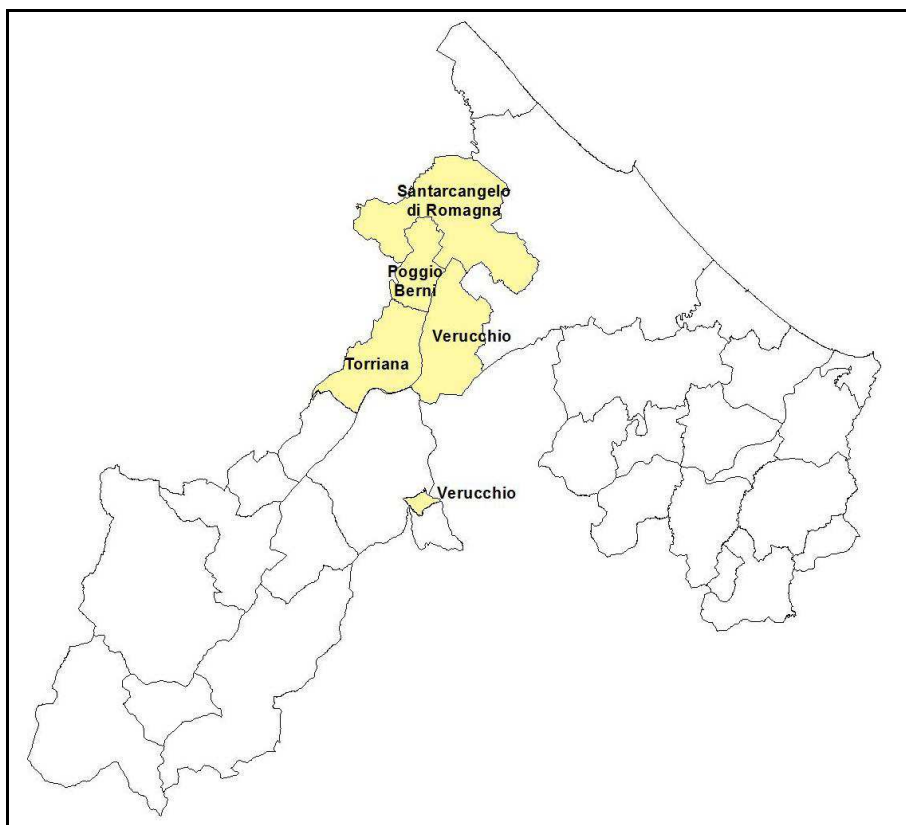 Santarcangelo
di Romagna
Poggio
Berni
Verucchio
Torriana
Verucchio